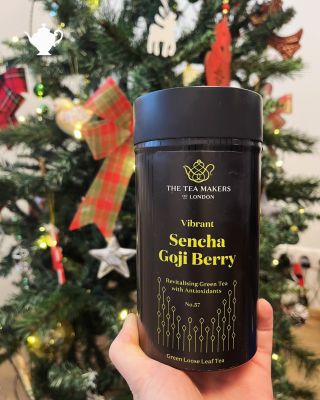 THE TEA MAKERS
OF LONDON
Vibrant
Sencha
Goji Berry
Revitalising Green Tea
with Antioxidants
No.57
Green Loose Leaf Tea